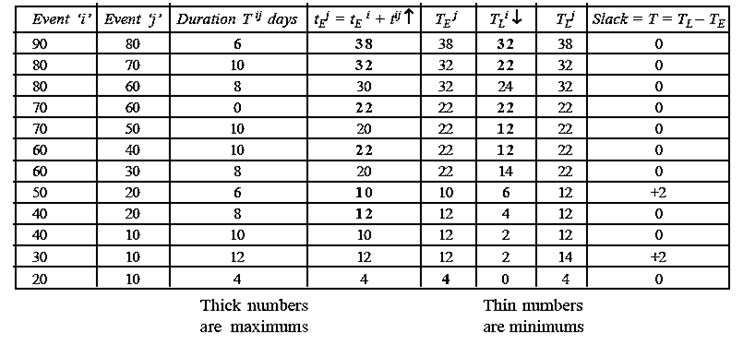 Event ‘i’ Event ‘j’ Duration T^ij days t_E^j = t_E^i + t^ij↑ T_E^j T_L^i↓ T_L^i Slack = T = T_L – T_E
90 80 6 38 38 32 38 0
80 70 10 32 32 22 32 0
80 60 8 30 32 24 32 0
70 60 0 22 22 22 22 0
70 50 10 20 22 12 22 0
60 40 10 22 22 12 22 0
60 30 8 20 22 14 22 0
50 20 6 10 10 6 12 +2
40 20 8 12 12 4 12 0
40 10 10 10 12 2 12 0
30 10 12 12 12 2 14 +2
20 10 4 4 4 0 4 0
Thick numbers are maximums
Thin numbers are minimums